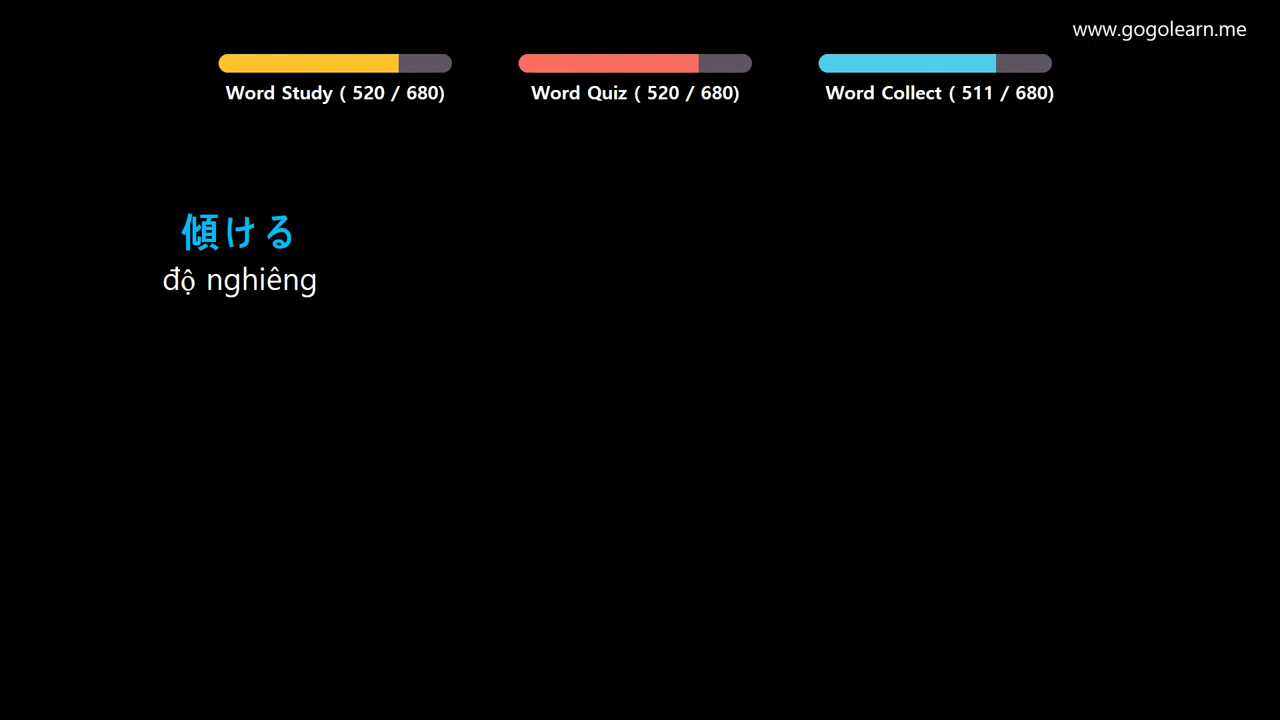 www.gogolearn.me
Word Study ( 520 / 680)
Word Quiz ( 520 / 680)
Word Collect ( 511 / 680)
傾ける
độ nghiêng